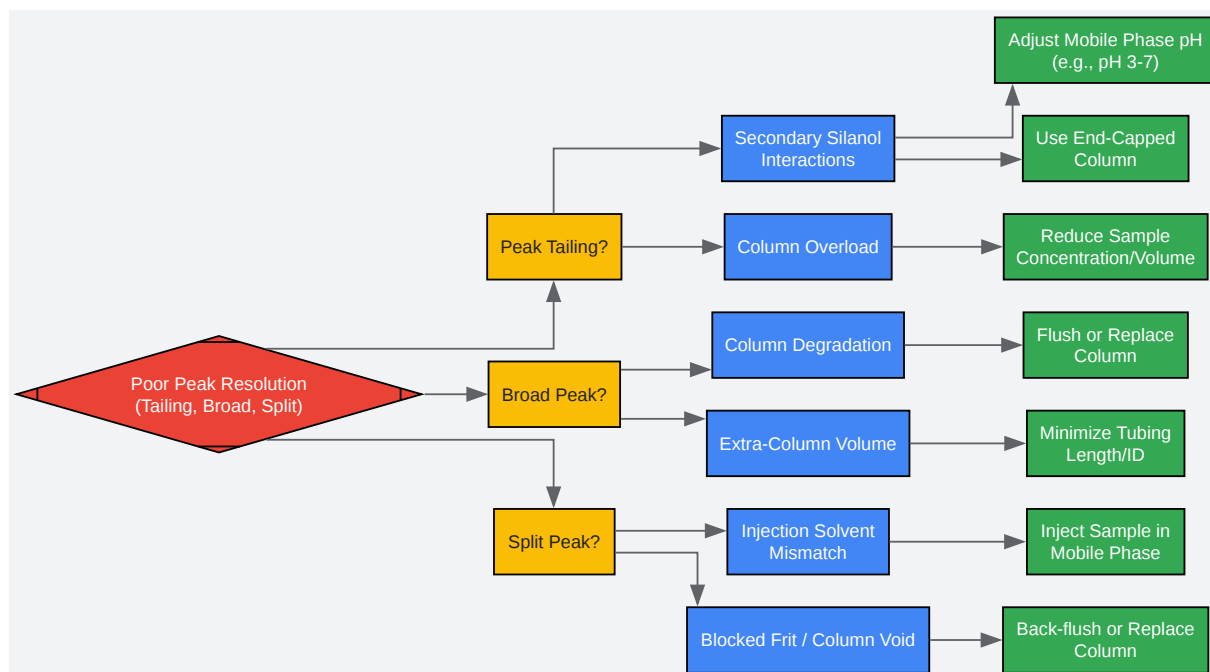 Adjust Mobile Phase pH
(e.g., pH 3-7)
Secondary Silanol
Interactions
Use End-Capped
Column
Peak Tailing?
Column Overload
Reduce Sample
Concentration/Volume
Poor Peak Resolution
(Tailing, Broad, Split)
Broad Peak?
Column Degradation
Flush or Replace
Column
Extra-Column Volume
Minimize Tubing
Length/ID
Split Peak?
Injection Solvent
Mismatch
Inject Sample in
Mobile Phase
Blocked Frit / Column Void
Back-flush or Replace
Column